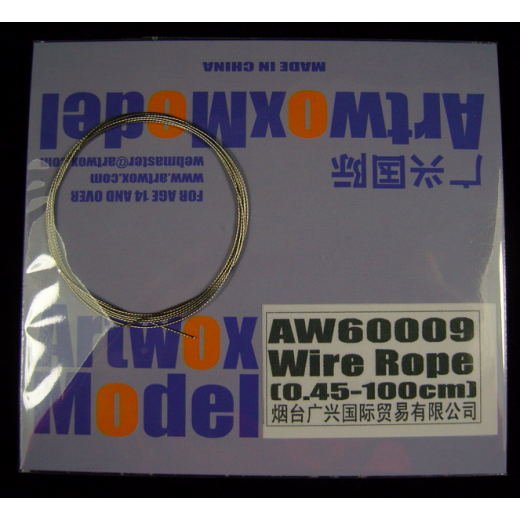 MADE IN CHINA
ArtwoxModel
广兴国际
webmaster@artwox.com
www.artwox.com
FOR AGE 14 AND OVER
Artwox
Model
AW60009
Wire Rope
(0.45-100cm)
烟台广兴国际贸易有限公司